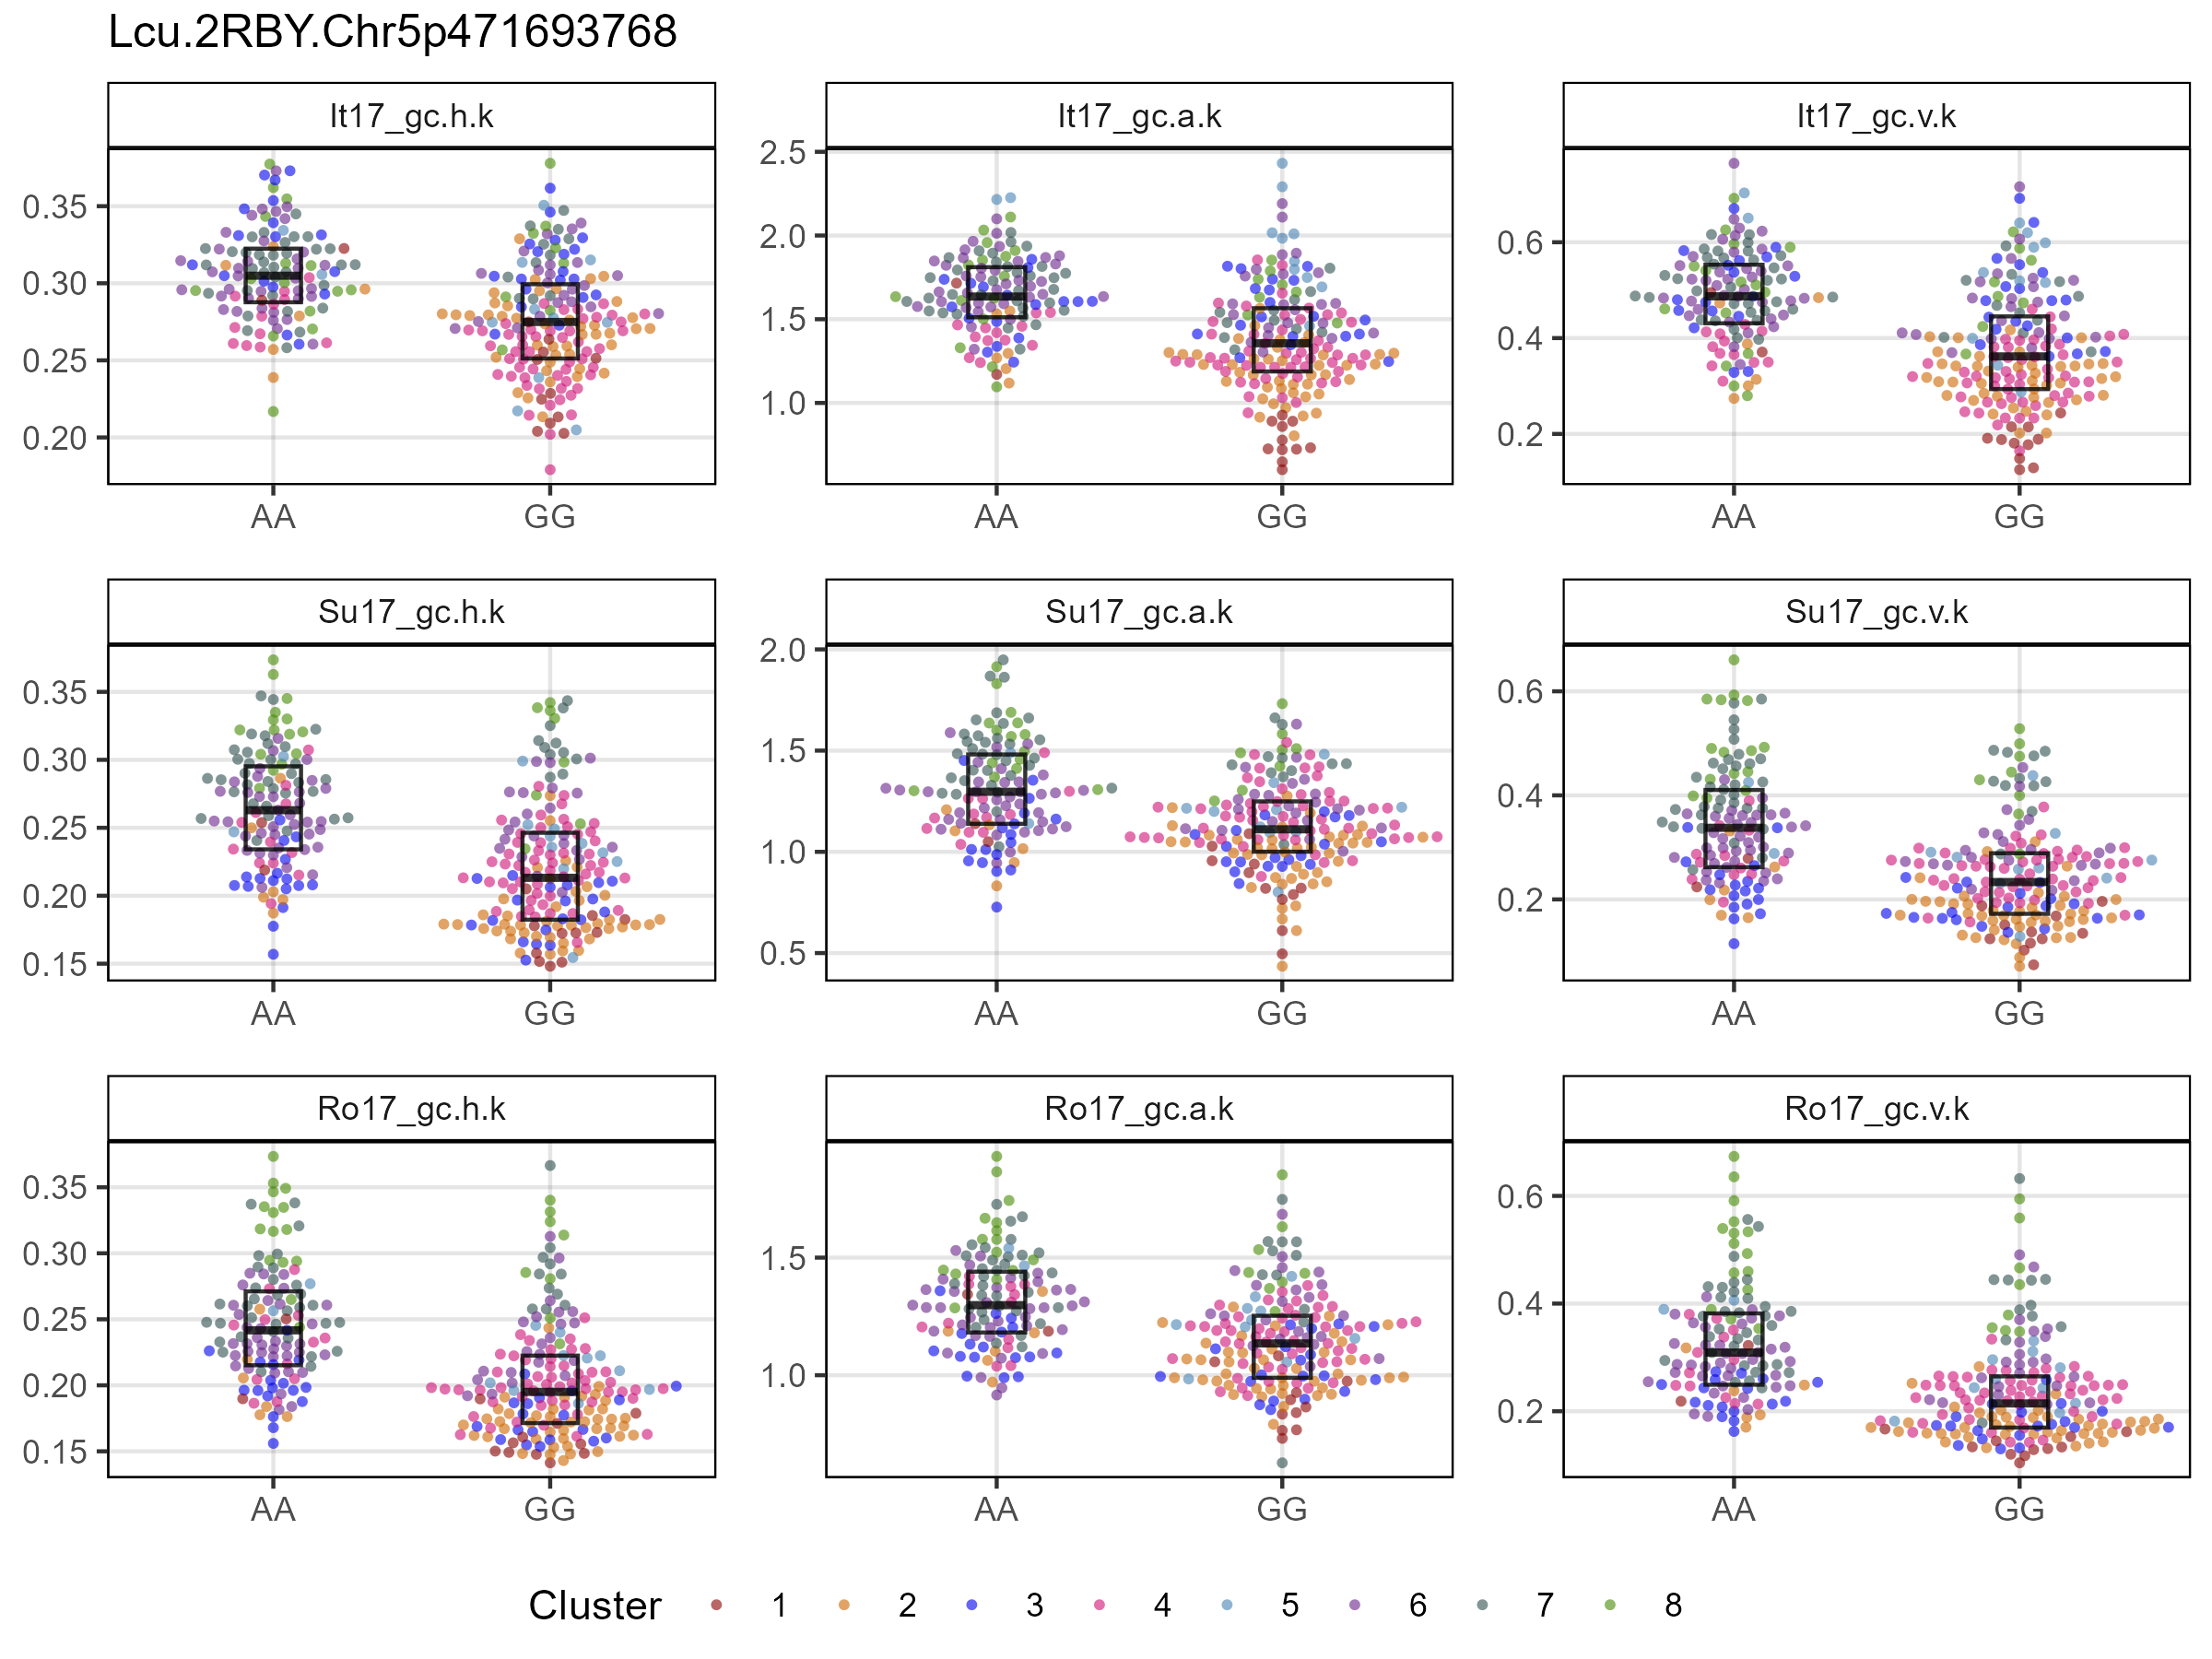 Lcu.2RBY.Chr5p471693768
It17_gc.h.k It17_gc.a.k It17_gc.v.k
0.35
0.30
0.25
0.20
AA GG
2.5
2.0
1.5
1.0
AA GG
0.6
0.4
0.2
AA GG
Su17_gc.h.k Su17_gc.a.k Su17_gc.v.k
0.35
0.30
0.25
0.20
0.15
AA GG
2.0
1.5
1.0
0.5
AA GG
0.6
0.4
0.2
AA GG
Ro17_gc.h.k Ro17_gc.a.k Ro17_gc.v.k
0.35
0.30
0.25
0.20
0.15
AA GG
1.5
1.0
AA GG
0.6
0.4
0.2
AA GG
Cluster 1 2 3 4 5 6 7 8